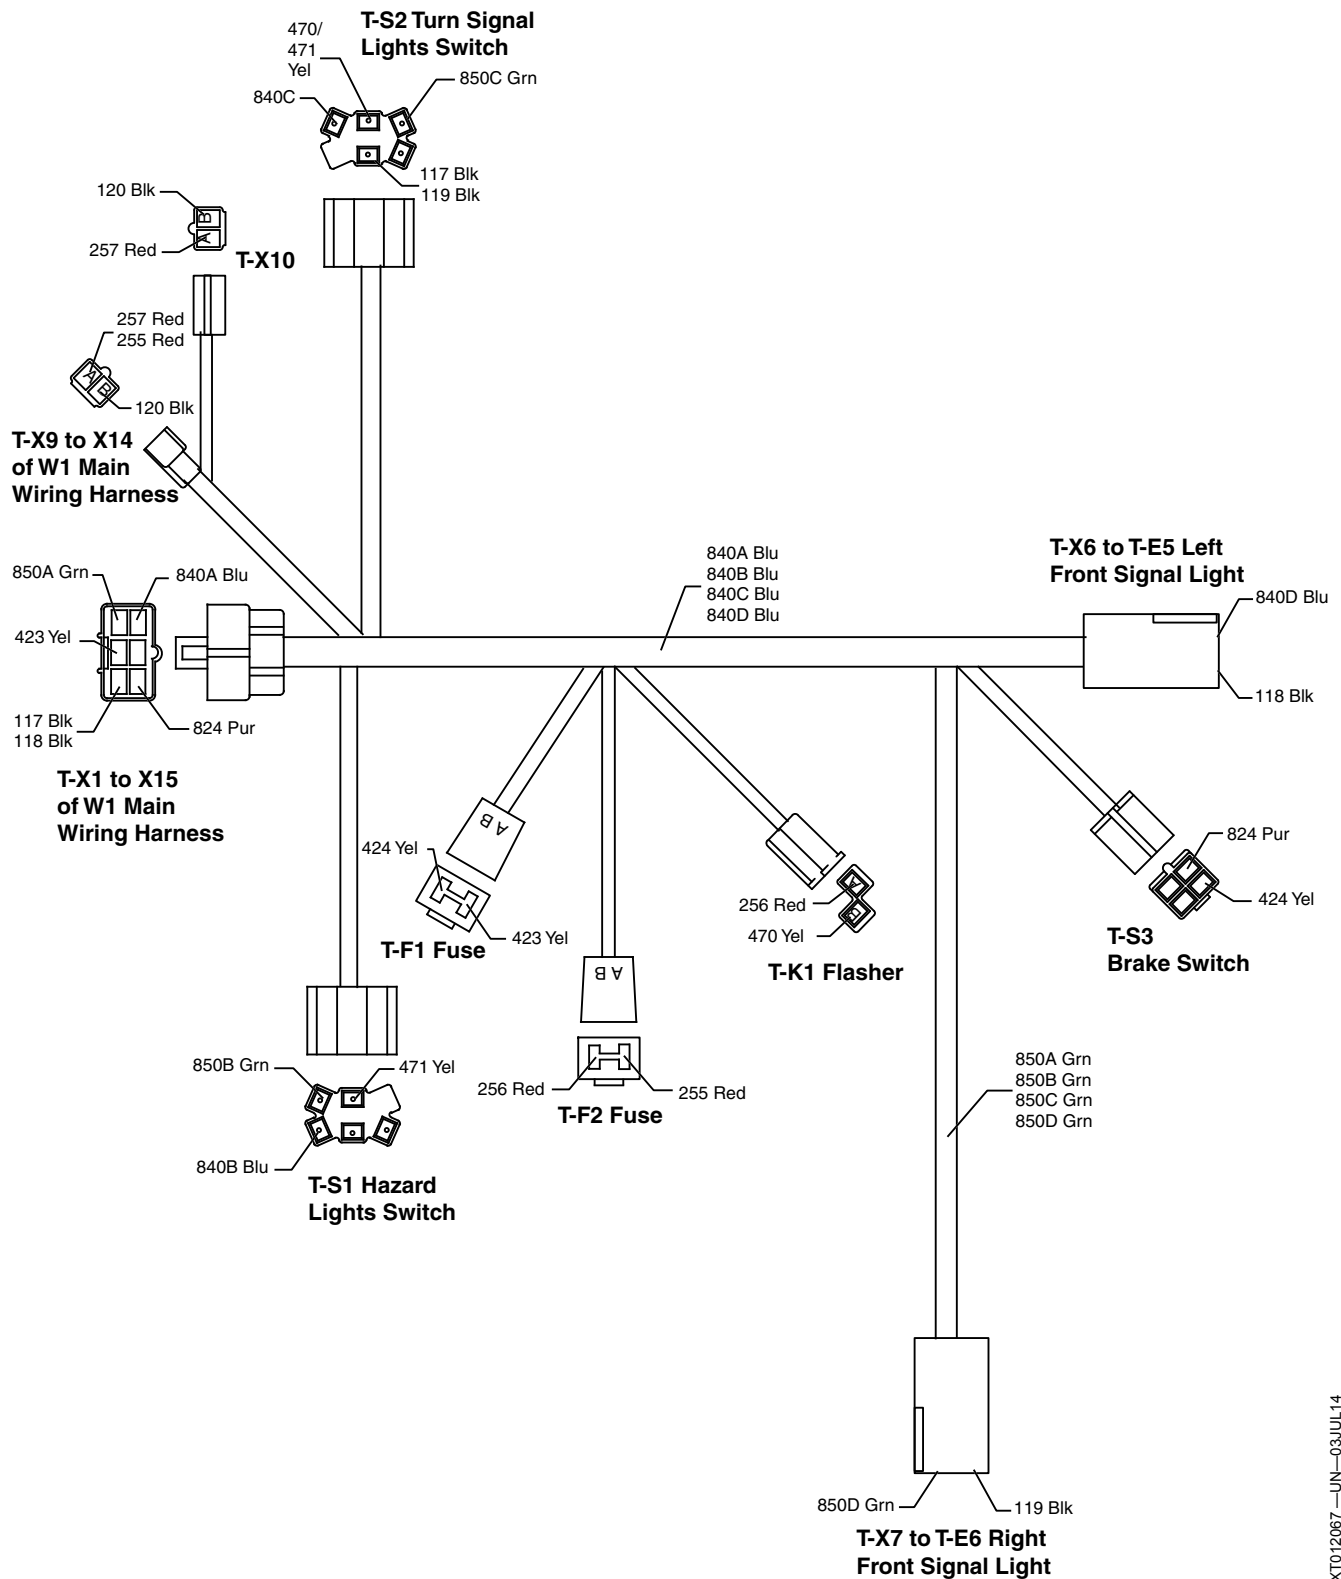 T-S2 Turn Signal
Lights Switch
470/
471
Yel
850C Grn
840C
117 Blk
119 Blk
120 Blk
B
A
257 Red
T-X10
257 Red
255 Red
A
B
120 Blk
T-X9 to X14
of W1 Main
Wiring Harness
850A Grn
840A Blu
423 Yel
117 Blk
118 Blk
824 Pur
T-X1 to X15
of W1 Main
Wiring Harness
840A Blu
840B Blu
840C Blu
840D Blu
T-X6 to T-E5 Left
Front Signal Light
840D Blu
118 Blk
A B
424 Yel
423 Yel
T-F1 Fuse
A B
256 Red
255 Red
T-F2 Fuse
A
B
256 Red
470 Yel
T-K1 Flasher
824 Pur
424 Yel
T-S3
Brake Switch
850B Grn
471 Yel
840B Blu
T-S1 Hazard
Lights Switch
850A Grn
850B Grn
850C Grn
850D Grn
850D Grn
119 Blk
T-X7 to T-E6 Right
Front Signal Light
XT012067 —UN—03JUL14